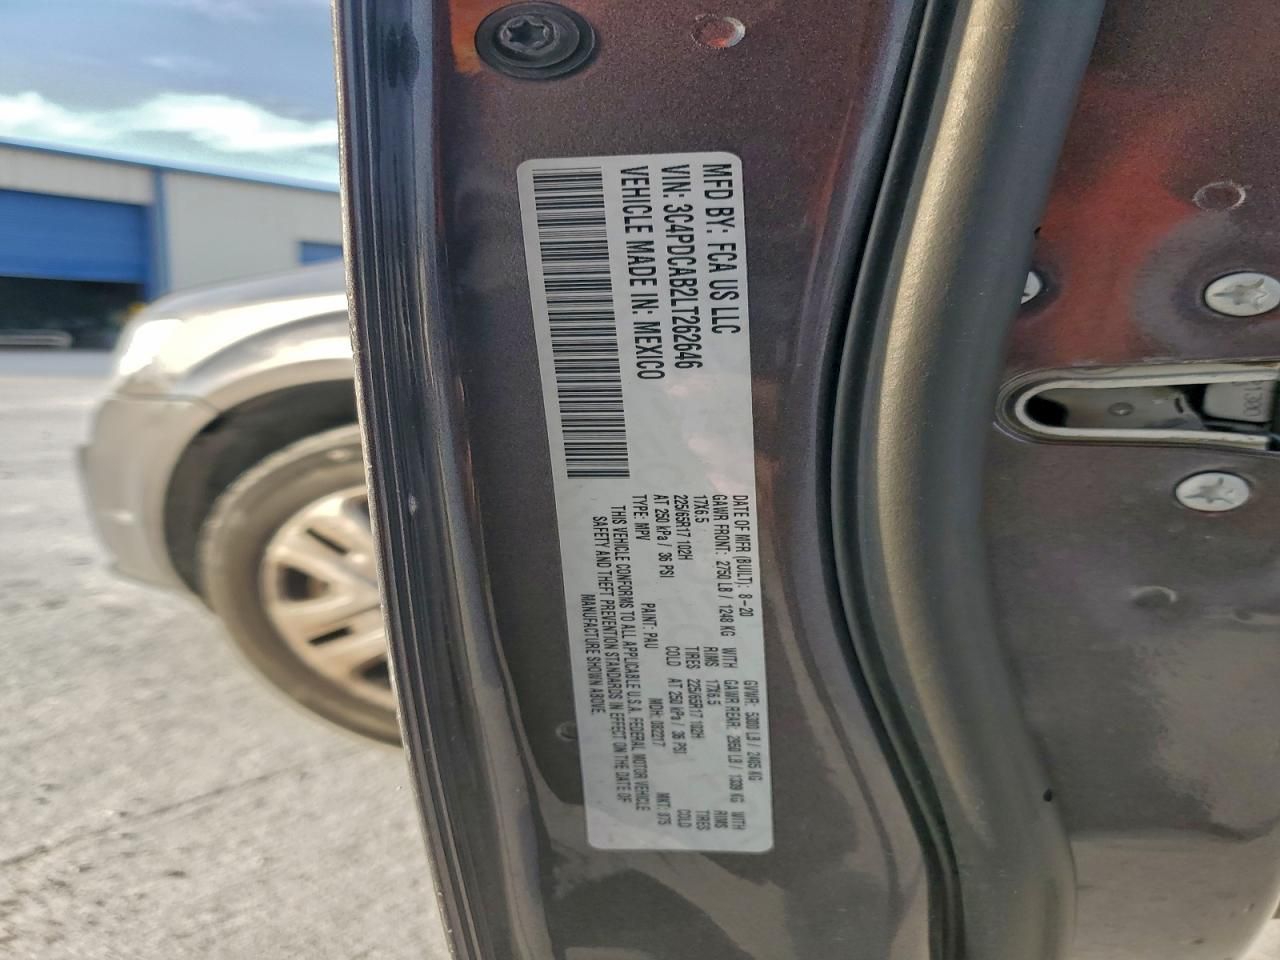 MFD BY: FCA US LLC
VIN: 3C4PDCAB2LT262646
VEHICLE MADE IN: MEXICO
DATE OF MFR (BUILT): 8-20 GVWR: 5300 LB / 2405 KG
GAWR FRONT: 2750 LB / 1248 KG WITH GAWR REAR: 2950 LB / 1339 KG WITH
17X6.5 RIMS 17X6.5 RIMS
225/65R17 102H TIRES 225/65R17 102H TIRES
AT 250 kPa / 36 PSI COLD AT 250 kPa / 36 PSI COLD
TYPE: MPV PAINT: PAU MDH: 082217 MKT: 875
THIS VEHICLE CONFORMS TO ALL APPLICABLE U.S.A. FEDERAL MOTOR VEHICLE
SAFETY AND THEFT PREVENTION STANDARDS IN EFFECT ON THE DATE OF
MANUFACTURE SHOWN ABOVE.